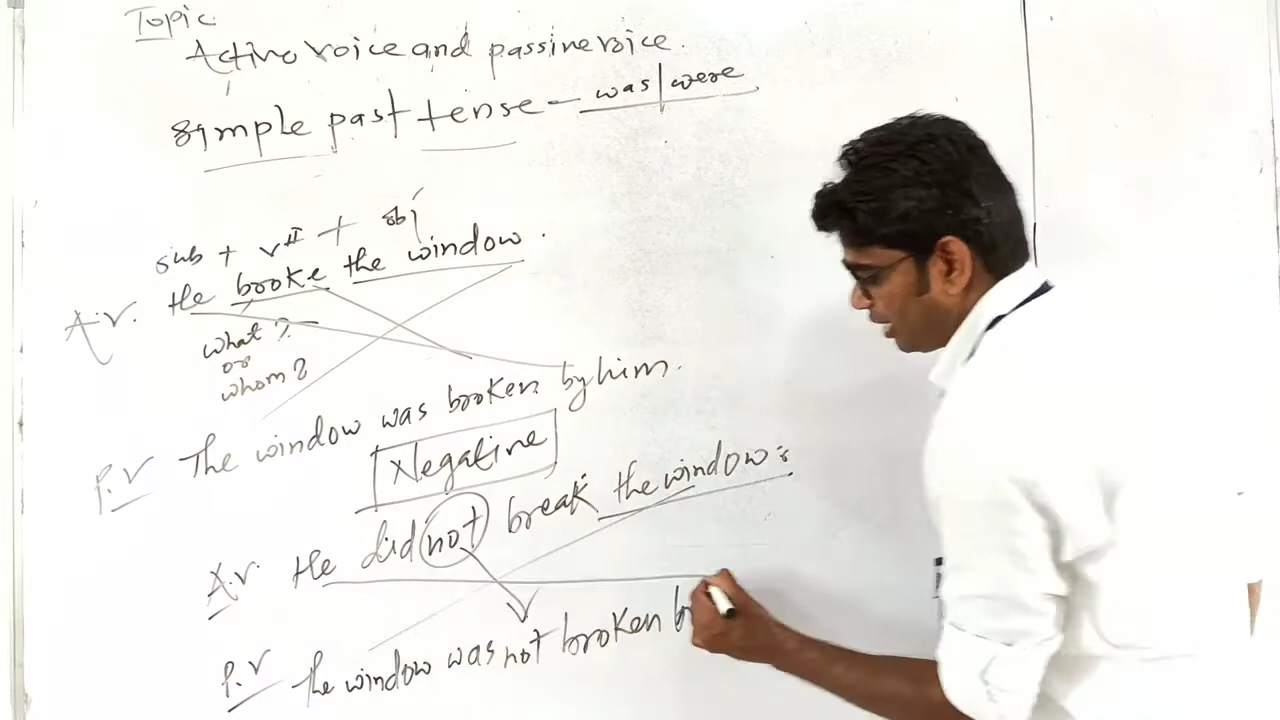 Topic
Active voice and passive voice.
Simple past tense - was | were
sub + vII + obj
A.V. He broke the window.
what?
or
whom?
P.V The window was broken by him.
Negative
A.V. He did not break the window.
P.V The window was not broken b